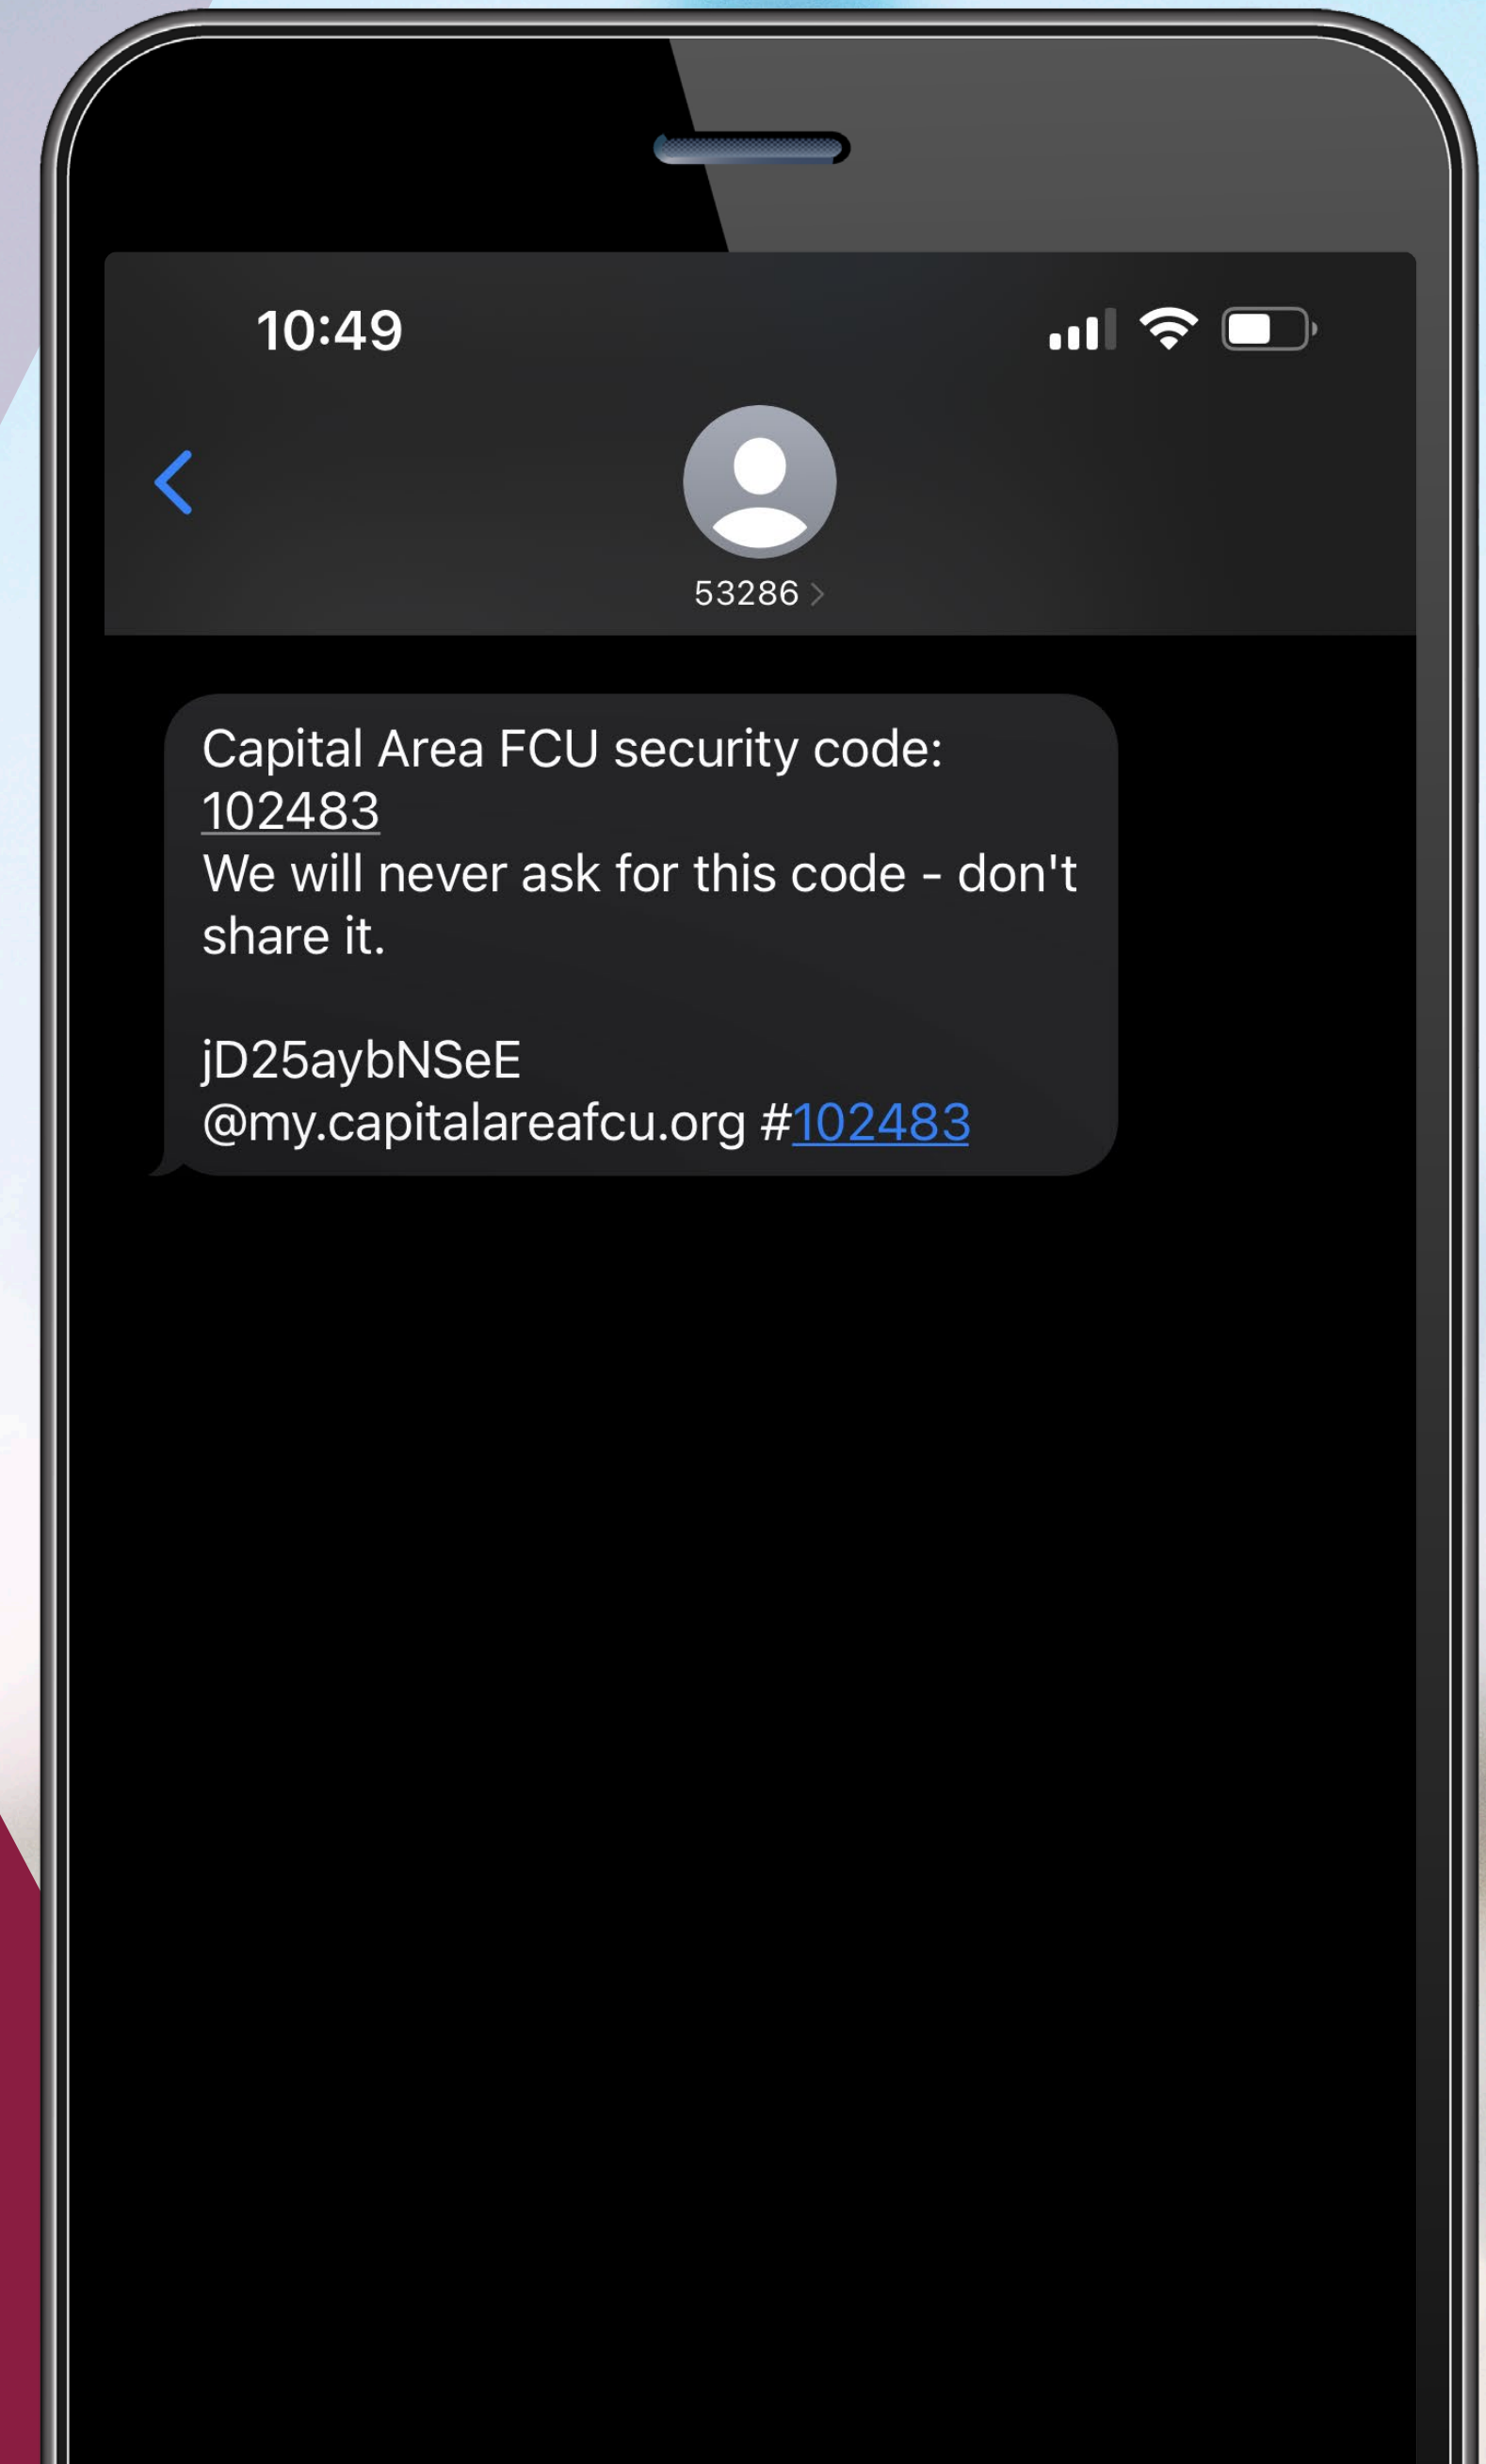 10:49
53286
Capital Area FCU security code:
102483
We will never ask for this code - don't
share it.
jD25aybNSeE
@my.capitalareafcu.org #102483